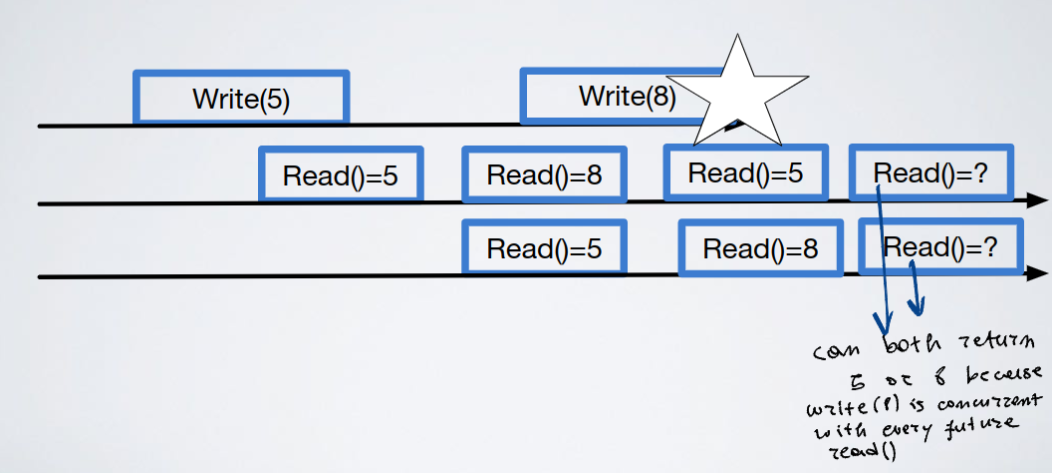 Write(5)
Write(8)
Read()=5
Read()=8
Read()=5
Read()=?
Read()=5
Read()=8
Read()=?
can both return
5 or 8 because
write(8) is concurrent
with every future
read()